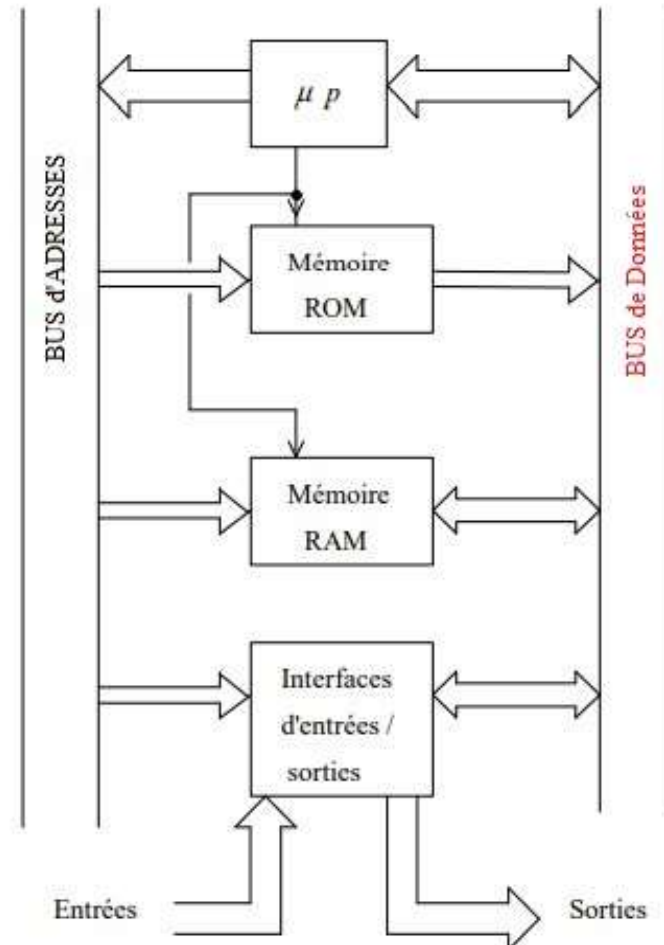 μ p
BUS d'ADRESSES
Mémoire
ROM
BUS de Données
Mémoire
RAM
Interfaces
d'entrées /
sorties
Entrées
Sorties